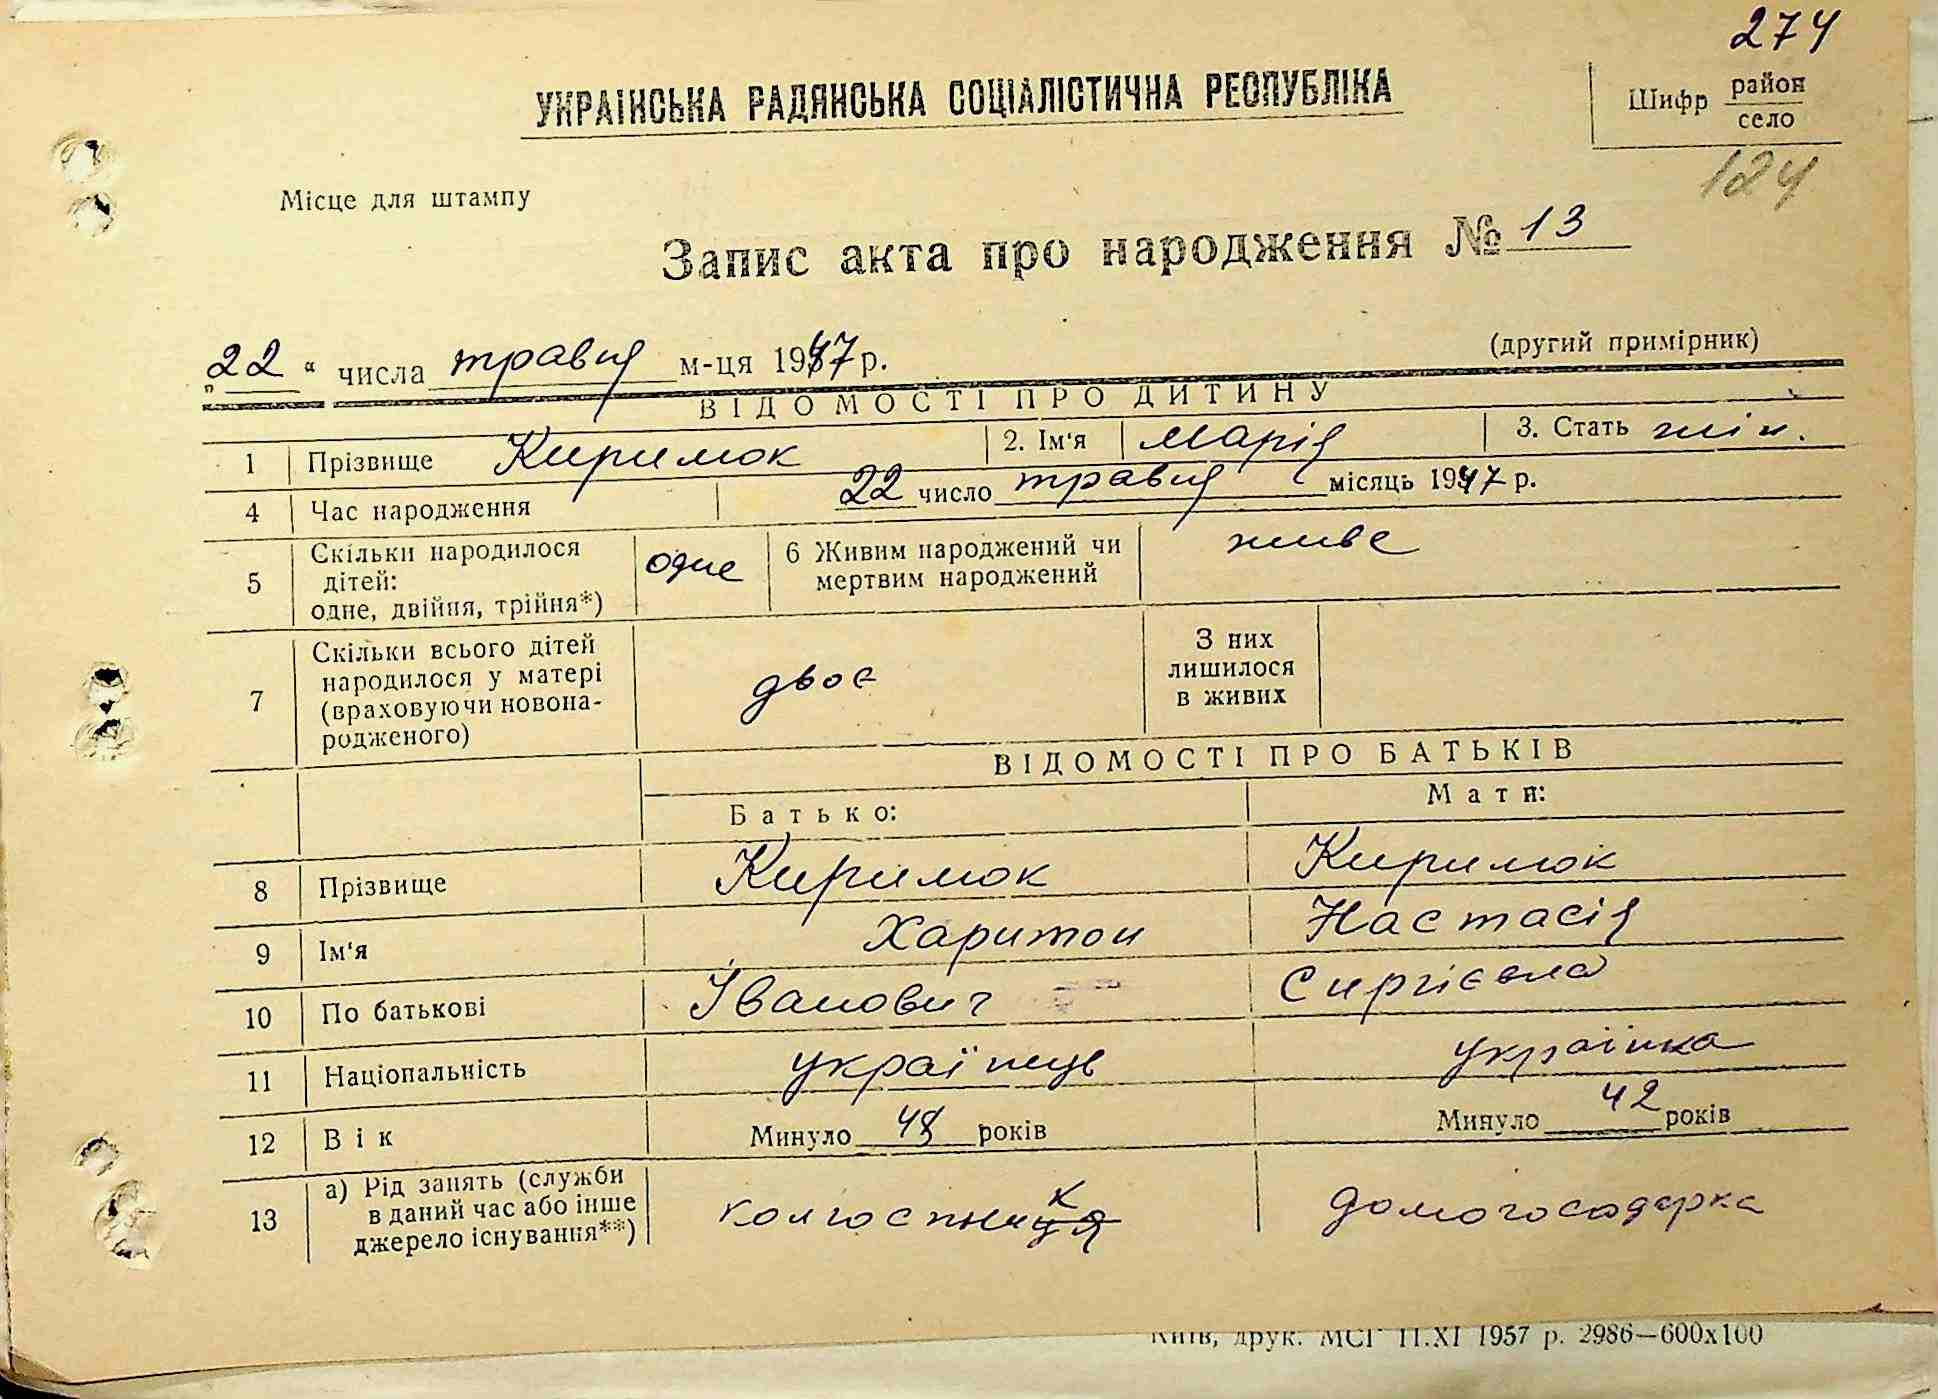 274
УКРАЇНСЬКА РАДЯНСЬКА СОЦІАЛІСТИЧНА РЕСПУБЛІКА
Шифр район
село
124
Місце для штампу
Запис акта про народження № 13
(другий примірник)
„ 22 “ числа травня м-ця 1947 р.
ВІДОМОСТІ ПРО ДИТИНУ
1 Прізвище Киримок 2. Ім'я Марія 3. Стать жін.
4 Час народження 22 число травня місяць 1947 р.
5 Скільки народилося дітей: одне, двійня, трійня*) одне 6 Живим народжений чи мертвим народжений живе
7 Скільки всього дітей народилося у матері (враховуючи новонародженого) двоє З них лишилося в живих
ВІДОМОСТІ ПРО БАТЬКІВ
Батько: Мати:
8 Прізвище Киримок Киримок
9 Ім'я Харитон Настасія
10 По батькові Іванович Сиргієвна
11 Національність українець українка
12 Вік Минуло 48 років Минуло 42 років
13 а) Рід занять (служби в даний час або інше джерело існування**) колгоспник домогосодарка
Київ, друк. МСГ 11.XI 1957 р. 2986—600x100